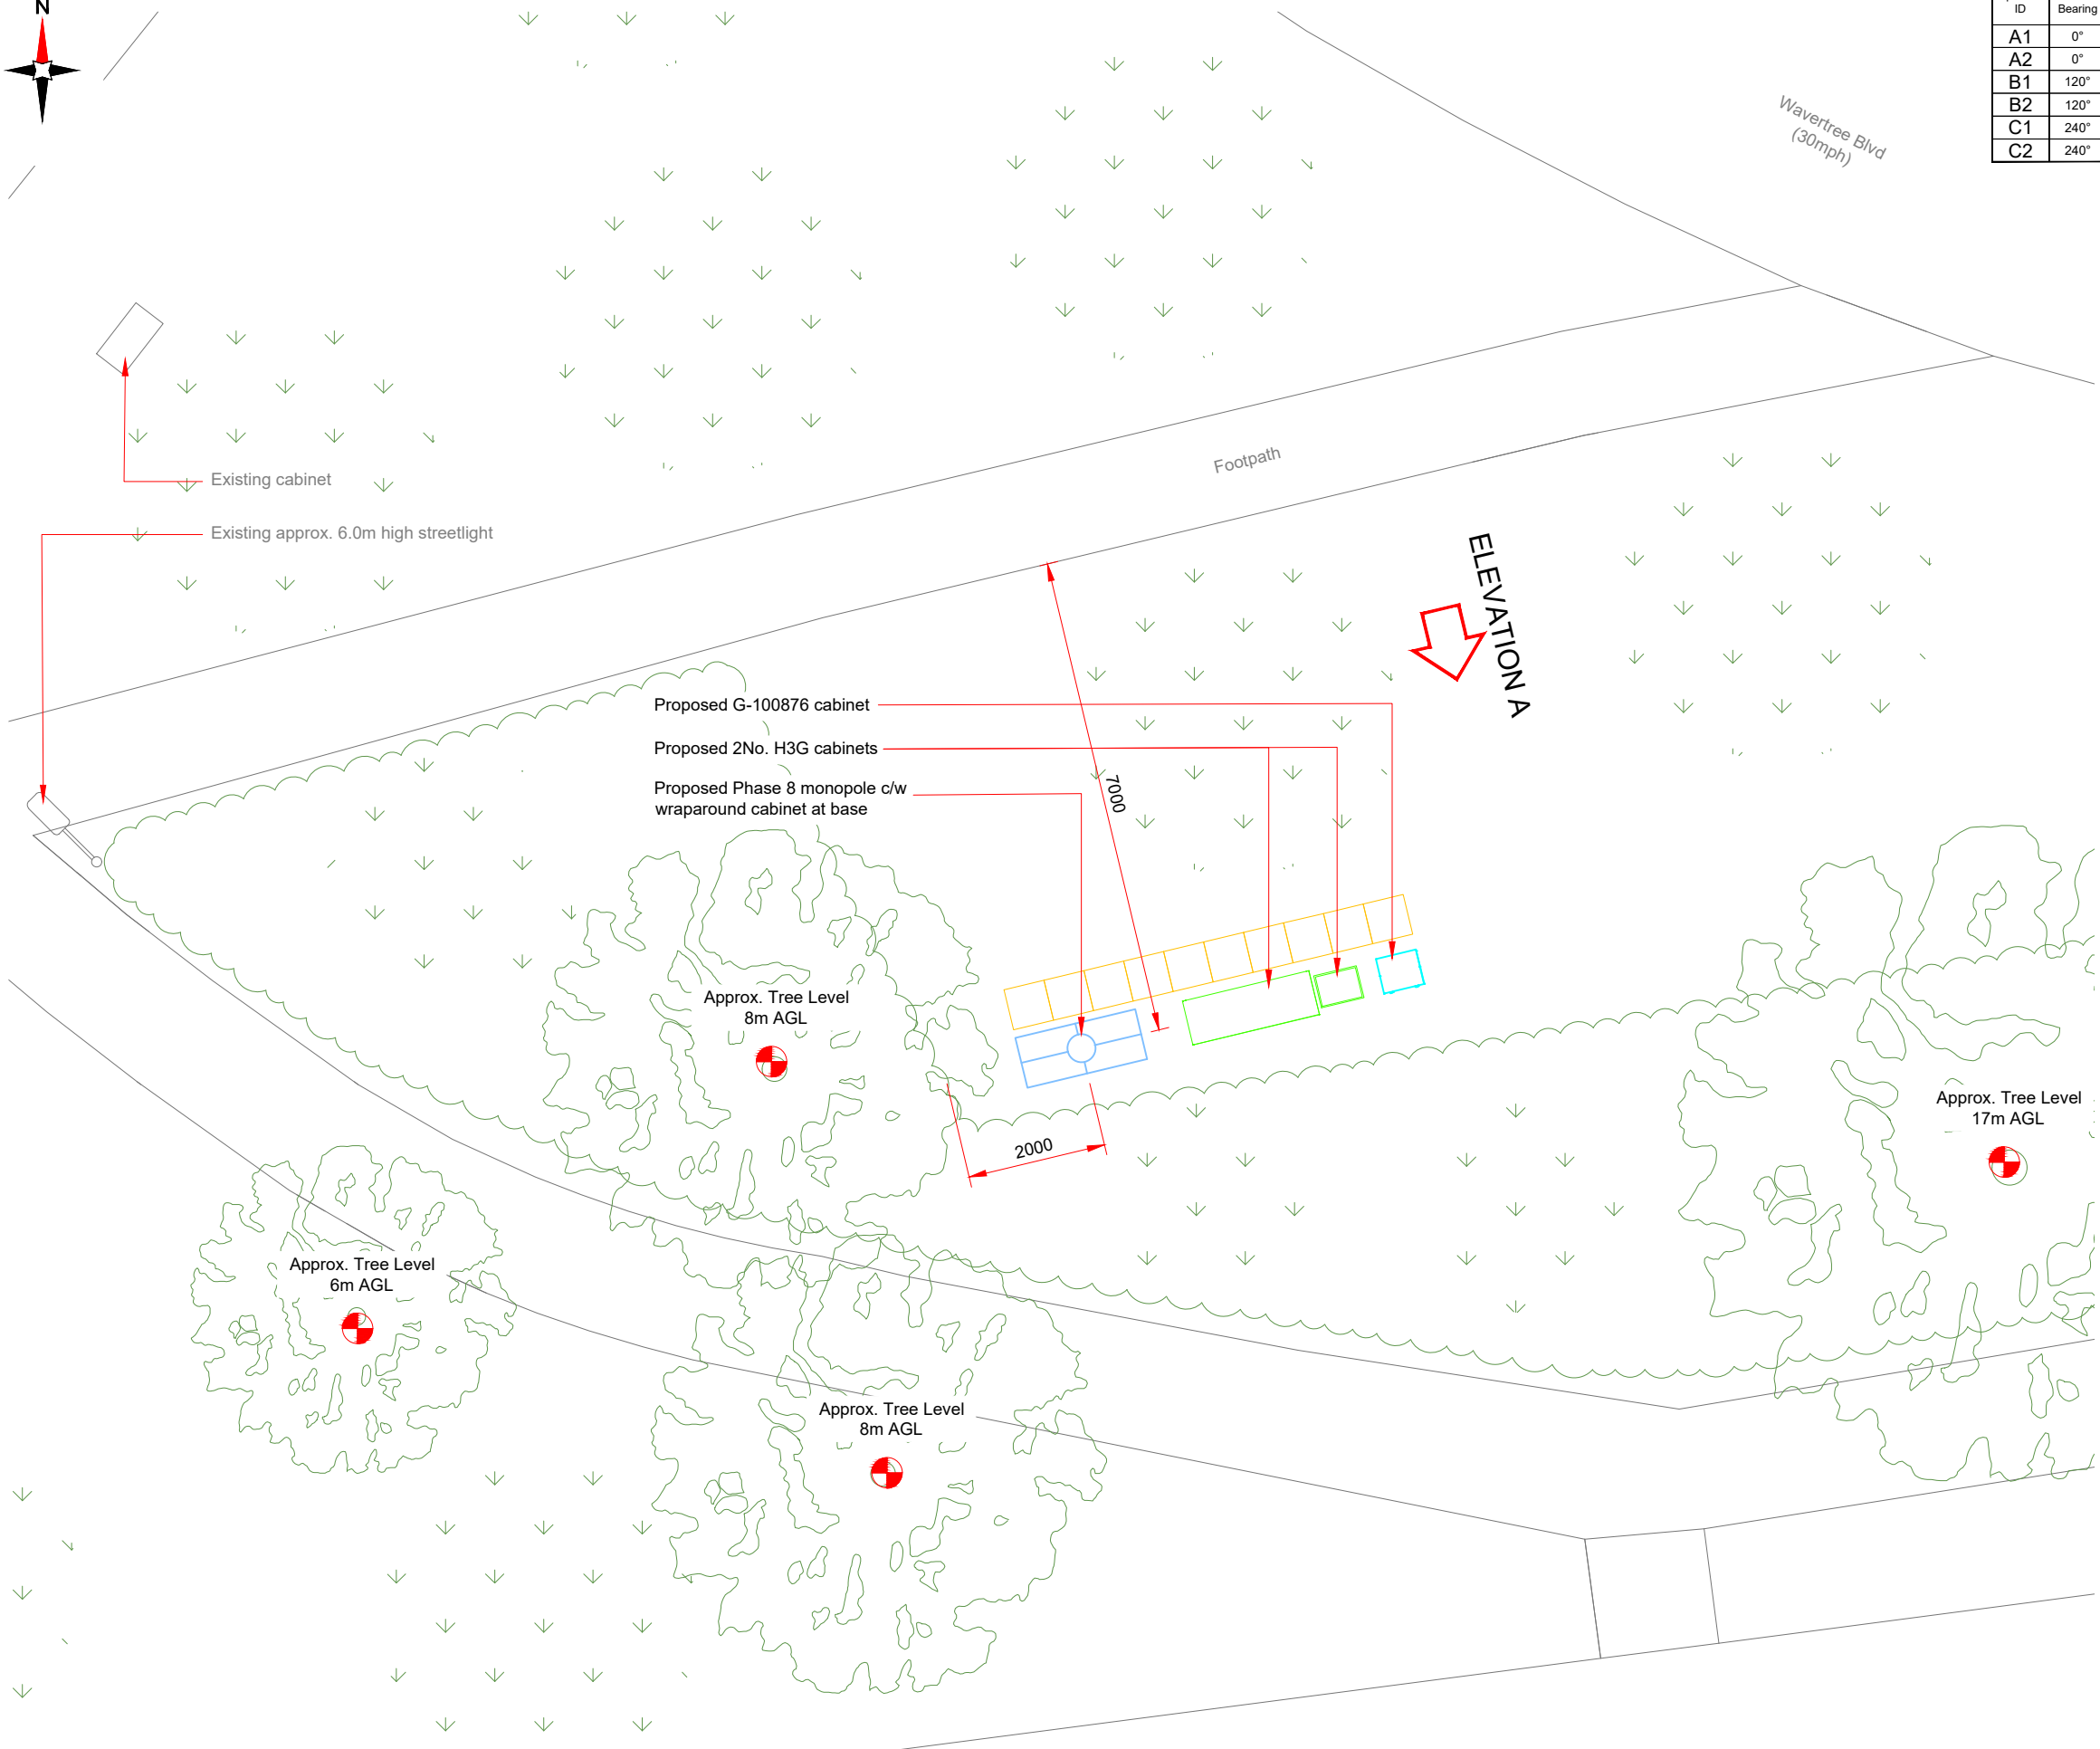 N
ID Bearing
A1 0°
A2 0°
B1 120°
B2 120°
C1 240°
C2 240°
Wavertree Blvd
(30mph)
Footpath
Existing cabinet
Existing approx. 6.0m high streetlight
ELEVATION A
Proposed G-100876 cabinet
Proposed 2No. H3G cabinets
Proposed Phase 8 monopole c/w
wraparound cabinet at base
7000
Approx. Tree Level
8m AGL
2000
Approx. Tree Level
17m AGL
Approx. Tree Level
6m AGL
Approx. Tree Level
8m AGL